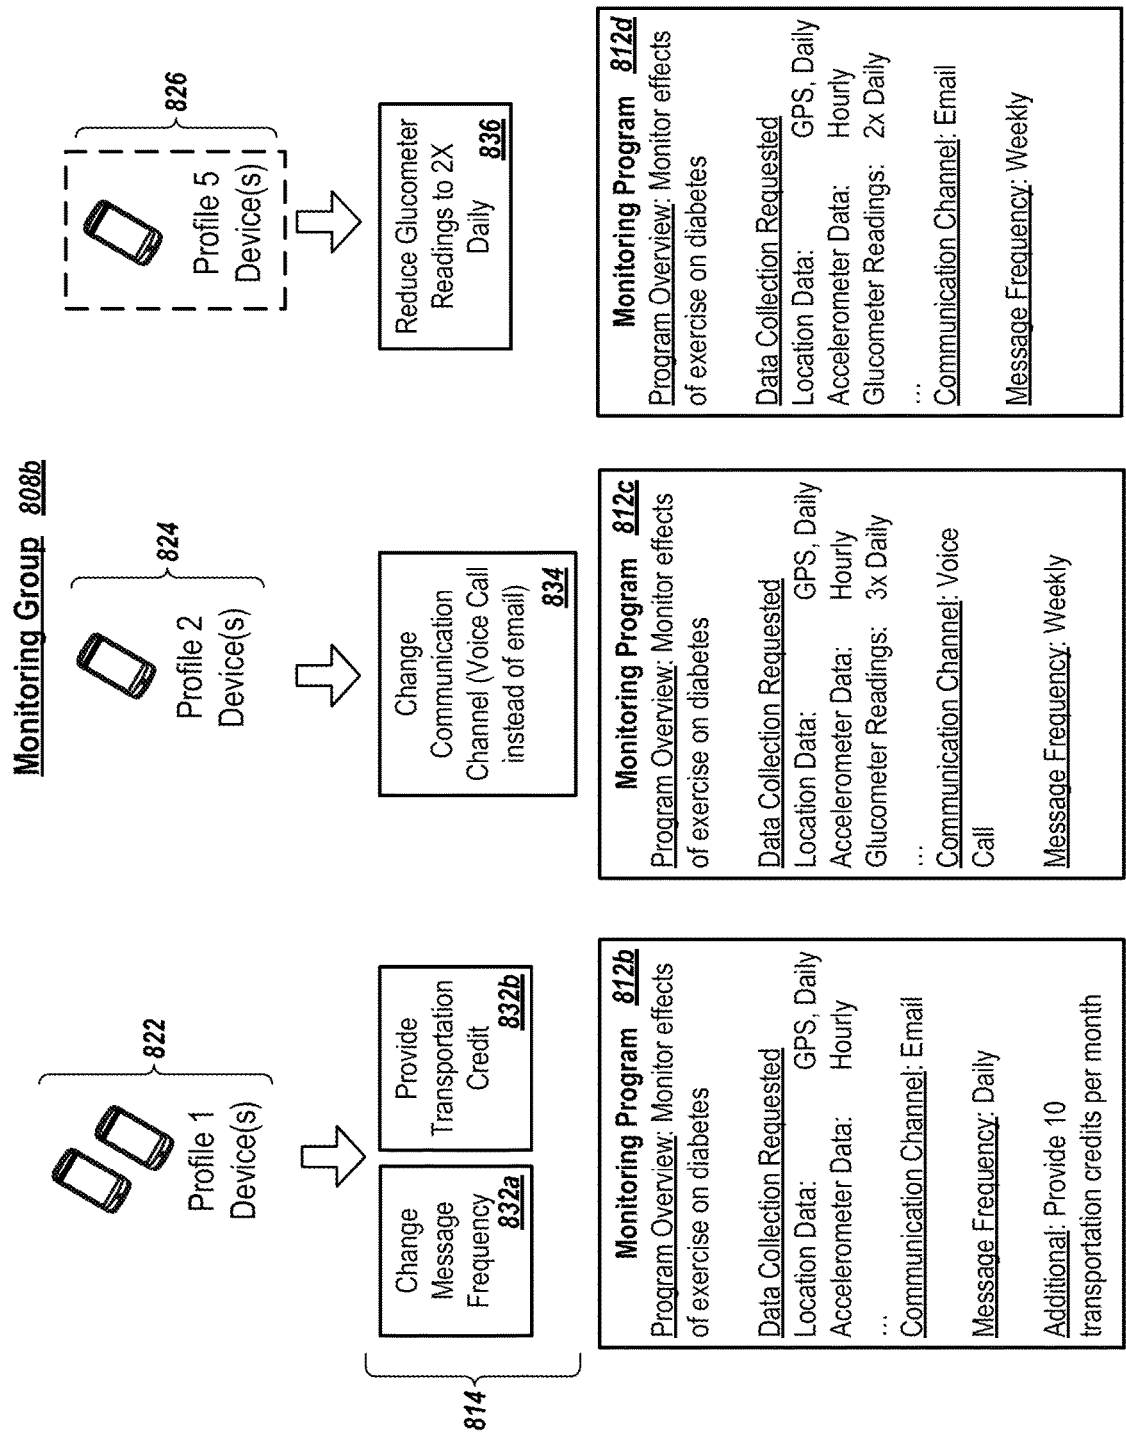 Monitoring Group 808b
822
Profile 1
Device(s)
824
Profile 2
Device(s)
826
Profile 5
Device(s)
814
Change
Message
Frequency
832a
Provide
Transportation
Credit
832b
Change
Communication
Channel (Voice Call
instead of email)
834
Reduce Glucometer
Readings to 2X
Daily
836
Monitoring Program 812b
Program Overview: Monitor effects
of exercise on diabetes
Data Collection Requested
Location Data: GPS, Daily
Accelerometer Data: Hourly
...
Communication Channel: Email
Message Frequency: Daily
Additional: Provide 10
transportation credits per month
Monitoring Program 812c
Program Overview: Monitor effects
of exercise on diabetes
Data Collection Requested
Location Data: GPS, Daily
Accelerometer Data: Hourly
Glucometer Readings: 3x Daily
...
Communication Channel: Voice
Call
Message Frequency: Weekly
Monitoring Program 812d
Program Overview: Monitor effects
of exercise on diabetes
Data Collection Requested
Location Data: GPS, Daily
Accelerometer Data: Hourly
Glucometer Readings: 2x Daily
...
Communication Channel: Email
Message Frequency: Weekly